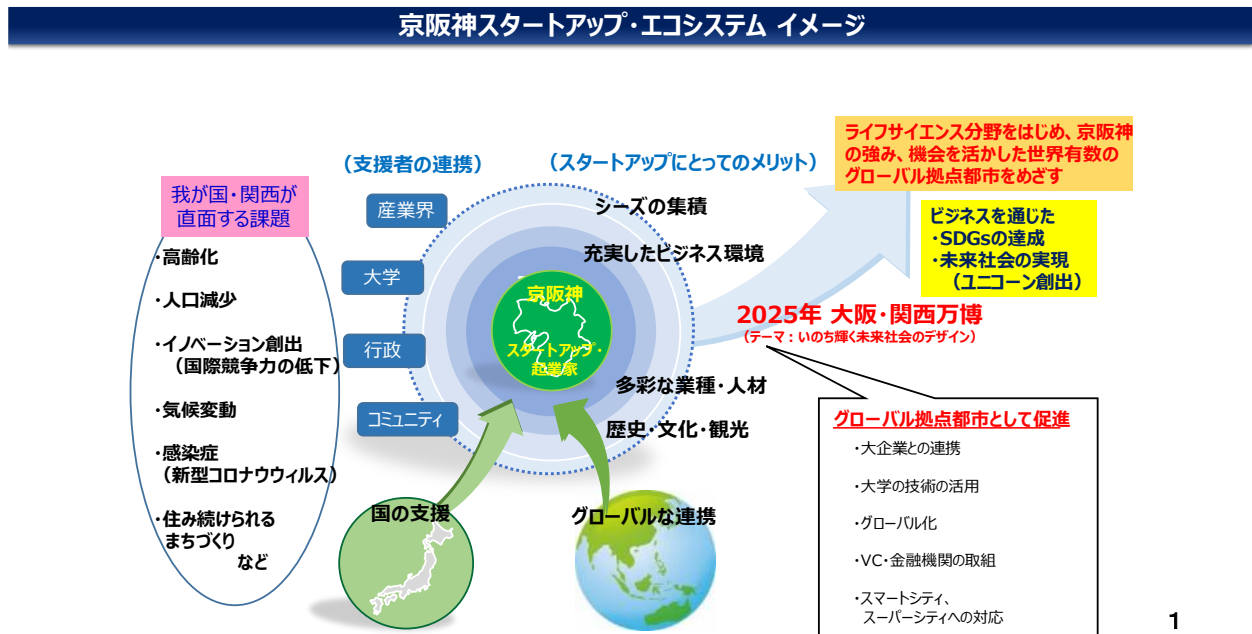 京阪神スタートアップ・エコシステム イメージ
ライフサイエンス分野をはじめ、京阪神
の強み、機会を活かした世界有数の
グローバル拠点都市をめざす
（支援者の連携）
（スタートアップにとってのメリット）
我が国・関西が
直面する課題
・高齢化
・人口減少
・イノベーション創出
（国際競争力の低下）
・気候変動
・感染症
（新型コロナウウィルス）
・住み続けられる
まちづくり
など
産業界
大学
行政
コミュニティ
シーズの集積
充実したビジネス環境
京阪神
スタートアップ・
起業家
多彩な業種・人材
歴史・文化・観光
国の支援
グローバルな連携
ビジネスを通じた
・SDGsの達成
・未来社会の実現
（ユニコーン創出）
2025年 大阪・関西万博
（テーマ：いのち輝く未来社会のデザイン）
グローバル拠点都市として促進
・大企業との連携
・大学の技術の活用
・グローバル化
・VC・金融機関の取組
・スマートシティ、
スーパーシティへの対応
1